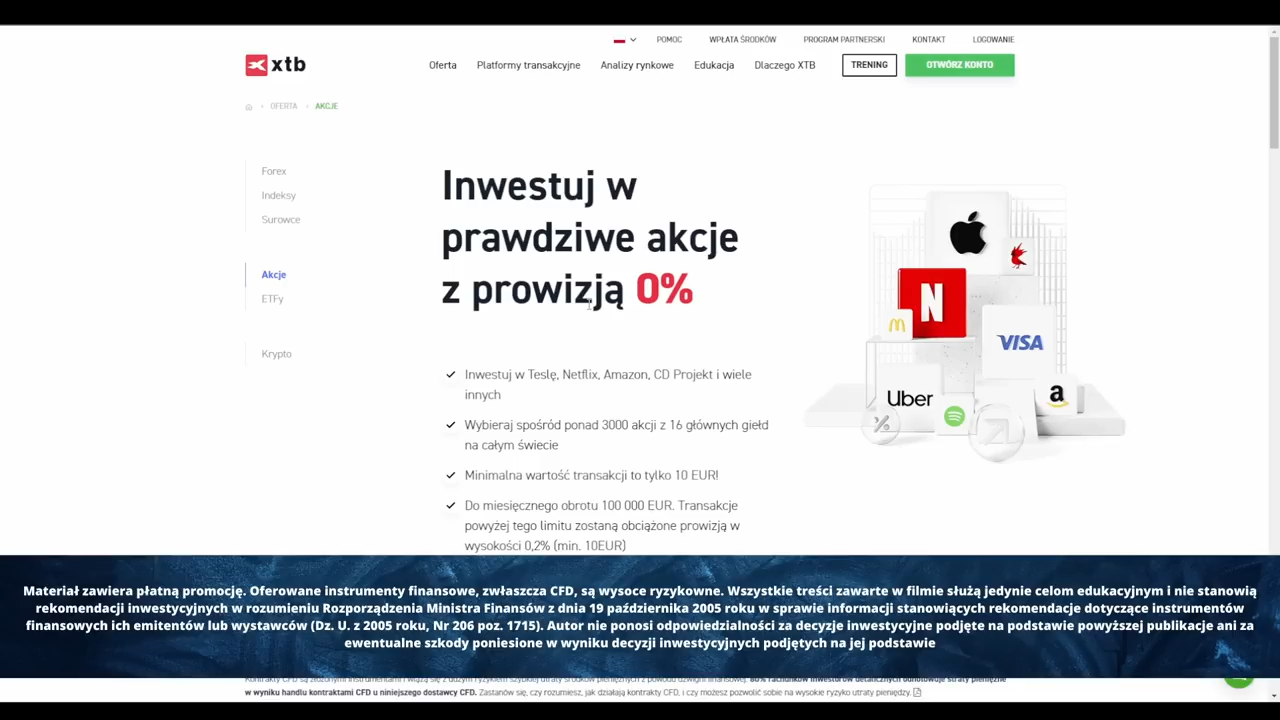 POMOC WPŁATA ŚRODKÓW PROGRAM PARTNERSKI KONTAKT LOGOWANIE
xtb Oferta Platformy transakcyjne Analizy rynkowe Edukacja Dlaczego XTB TRENING OTWÓRZ KONTO
OFERTA AKCJE
Forex
Indeksy
Surowce
Akcje
ETFy
Krypto
Inwestuj w
prawdziwe akcje
z prowizją 0%
Inwestuj w Teslę, Netflix, Amazon, CD Projekt i wiele
innych
Wybieraj spośród ponad 3000 akcji z 16 głównych giełd
na całym świecie
Minimalna wartość transakcji to tylko 10 EUR!
Do miesięcznego obrotu 100 000 EUR. Transakcje
powyżej tego limitu zostaną obciążone prowizją w
wysokości 0,2% (min. 10EUR)
N
VISA
Uber
a
%
Materiał zawiera płatną promocję. Oferowane instrumenty finansowe, zwłaszcza CFD, są wysoce ryzykowne. Wszystkie treści zawarte w filmie służą jedynie celom edukacyjnym i nie stanowią
rekomendacji inwestycyjnych w rozumieniu Rozporządzenia Ministra Finansów z dnia 19 października 2005 roku w sprawie informacji stanowiących rekomendacje dotyczące instrumentów
finansowych ich emitentów lub wystawców (Dz. U. z 2005 roku, Nr 206 poz. 1715). Autor nie ponosi odpowiedzialności za decyzje inwestycyjne podjęte na podstawie powyższej publikacje ani za
ewentualne szkody poniesione w wyniku decyzji inwestycyjnych podjętych na jej podstawie
w wyniku handlu kontraktami CFD u niniejszego dostawcy CFD. Zastanów się, czy rozumiesz, jak działają kontrakty CFD, i czy możesz pozwolić sobie na wysokie ryzyko utraty pieniędzy.